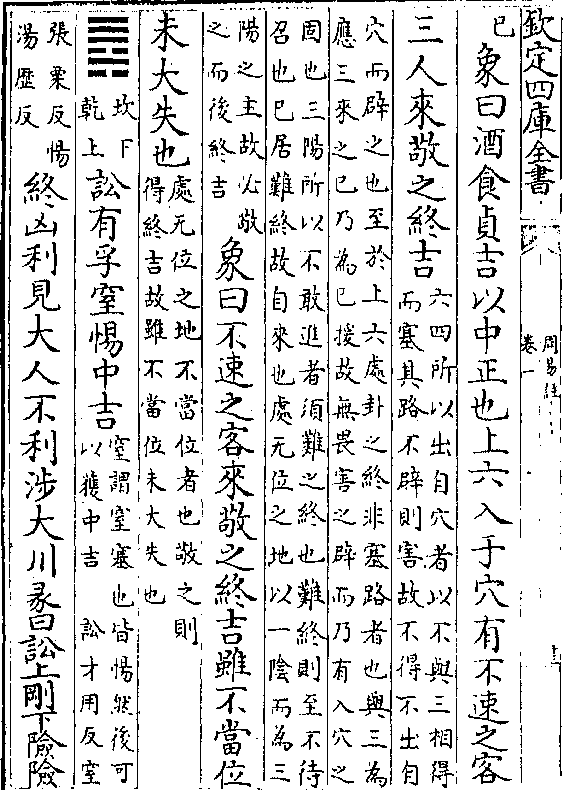 欽定四庫全書
周易註
卷一
巳
象曰酒食貞吉以中正也上六入于穴有不速之客
三人來敬之終吉
六四所以出自穴者以不與三相得
而塞其路不辟則害故不得不出自
穴而辟之也至於上六處卦之終非塞路者也與三為
應三來之巳乃為巳援故無畏害之辟而乃有入穴之
固也三陽所以不敢進者須難之終也難終則至不待
召也巳居難終故自來也處无位之地以一陰而為三
陽之主故必敬
之而後終吉
象曰不速之客來敬之終吉雖不當位
未大失也
處无位之地不當位者也敬之則
得終吉故雖不當位未大失也
䷅
坎下
乾上
訟有孚窒惕中吉
窒謂窒塞也皆惕然後可
以獲中吉 訟才用反窒
張栗反惕
湯歷反
終凶利見大人不利涉大川彖曰訟上剛下險險